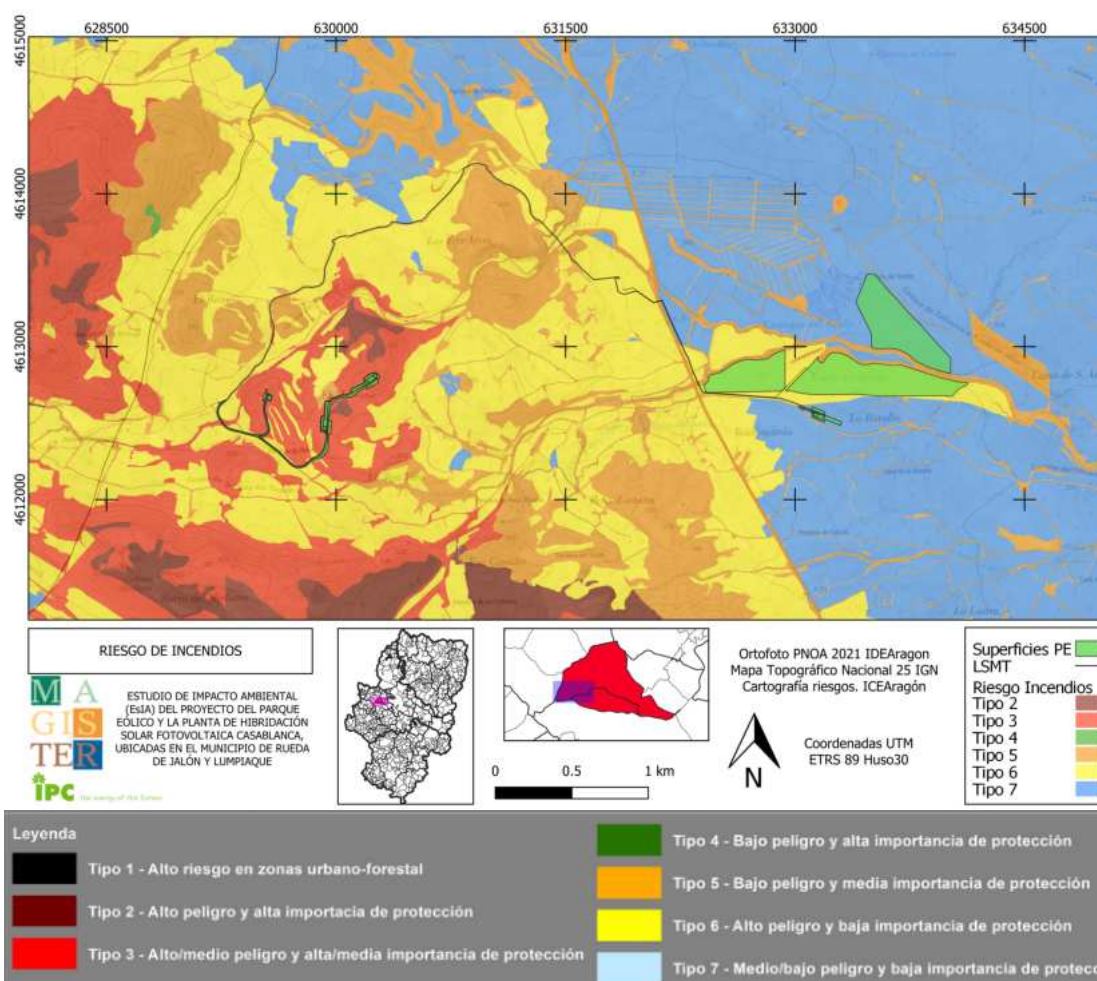 628500 630000 631500 633000 634500
4615000
4614000
4613000
4612000
RIESGO DE INCENDIOS
MA
GIS
TER
IPC
ESTUDIO DE IMPACTO AMBIENTAL
(EsIA) DEL PROYECTO DEL PARQUE
EÓLICO Y LA PLANTA DE HIBRIDACIÓN
SOLAR FOTOVOLTAICA CASABLANCA,
UBICADAS EN EL MUNICIPIO DE RUEDA
DE JALÓN Y LUMPIAQUE
0 0.5 1 km
Ortofoto PNOA 2021 IDEAragon
Mapa Topográfico Nacional 25 IGN
Cartografía riesgos. ICEAragón
N
Coordenadas UTM
ETRS 89 Huso30
Superficies PE
LSMT
Riesgo Incendios
Tipo 2
Tipo 3
Tipo 4
Tipo 5
Tipo 6
Tipo 7
Leyenda
Tipo 1 - Alto riesgo en zonas urbano-forestal
Tipo 2 - Alto peligro y alta importacia de protección
Tipo 3 - Alto/medio peligro y alta/media importancia de protección
Tipo 4 - Bajo peligro y alta importancia de protección
Tipo 5 - Bajo peligro y media importancia de protección
Tipo 6 - Alto peligro y baja importancia de protección
Tipo 7 - Medio/bajo peligro y baja importancia de protecc